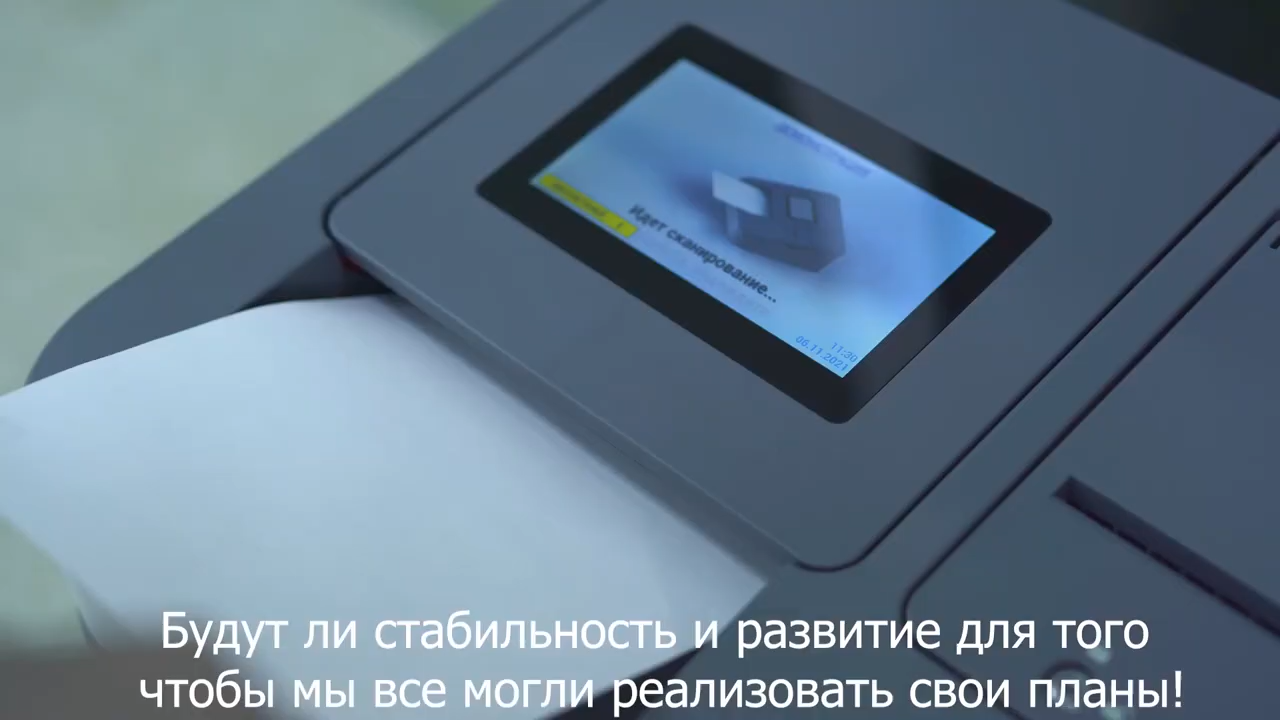 Идет сканирование...
11:30
06.11.2021
Будут ли стабильность и развитие для того
чтобы мы все могли реализовать свои планы!